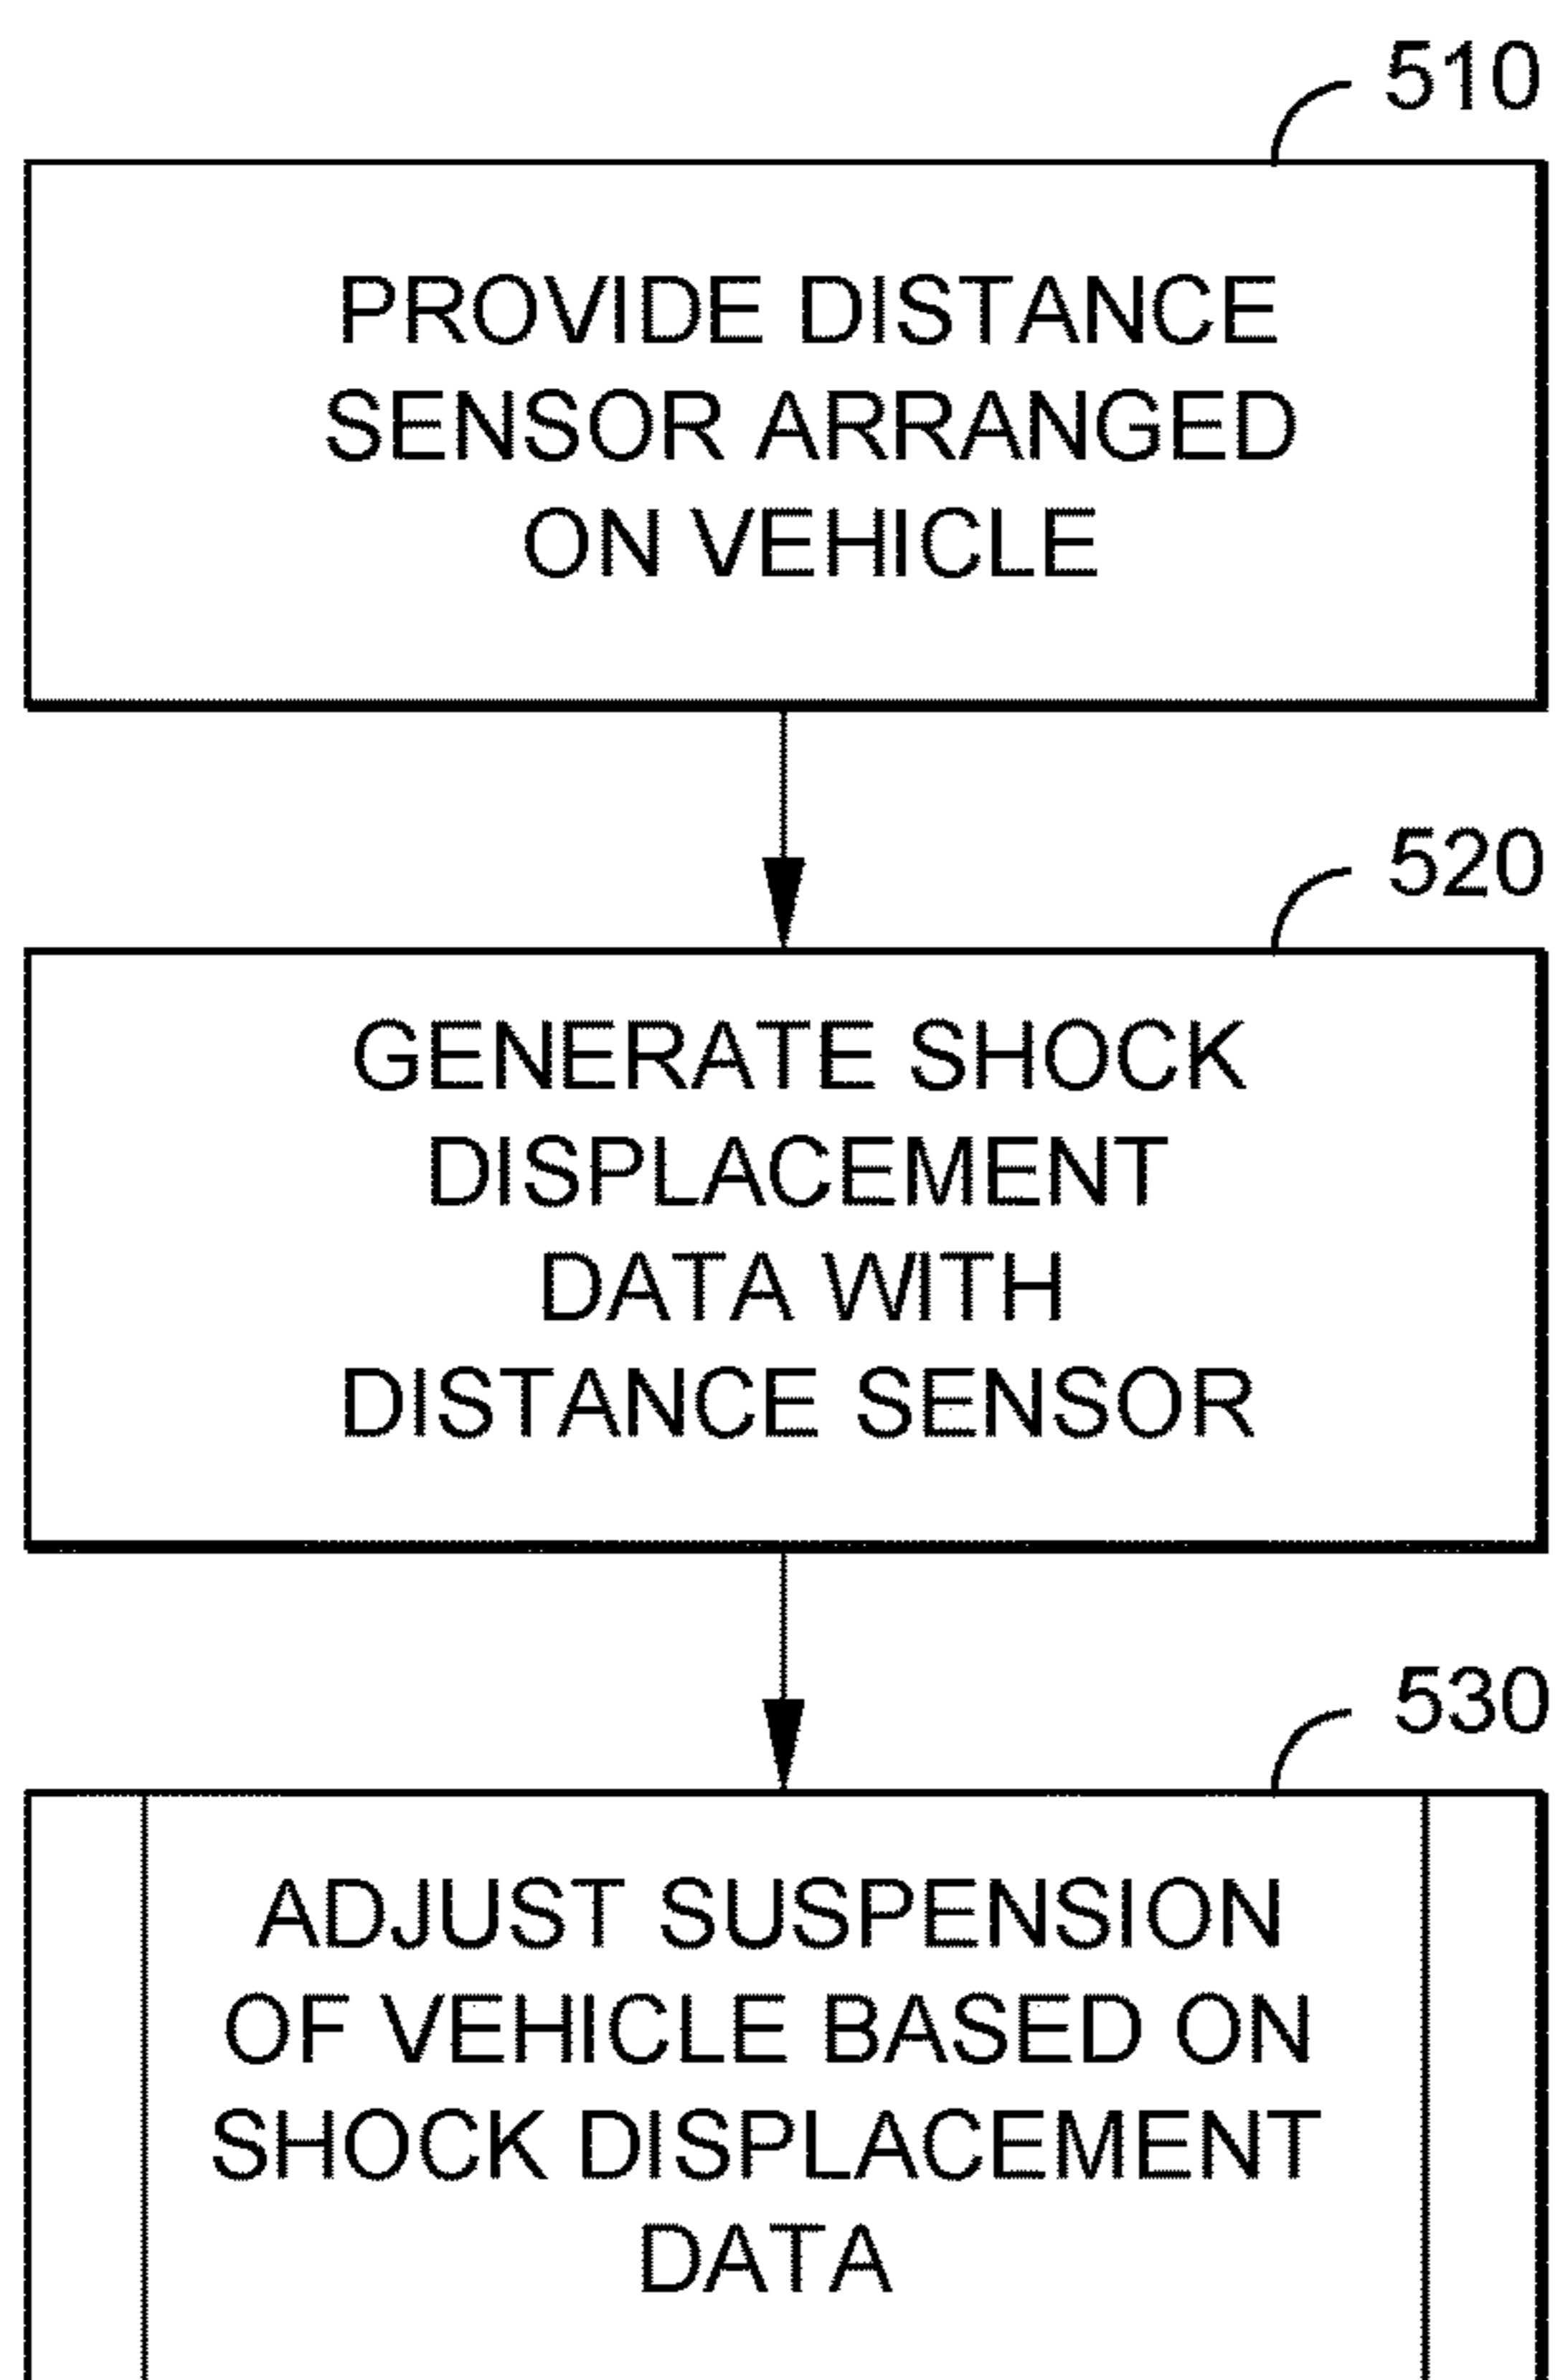 510
PROVIDE DISTANCE
SENSOR ARRANGED
ON VEHICLE
520
GENERATE SHOCK
DISPLACEMENT
DATA WITH
DISTANCE SENSOR
530
ADJUST SUSPENSION
OF VEHICLE BASED ON
SHOCK DISPLACEMENT
DATA